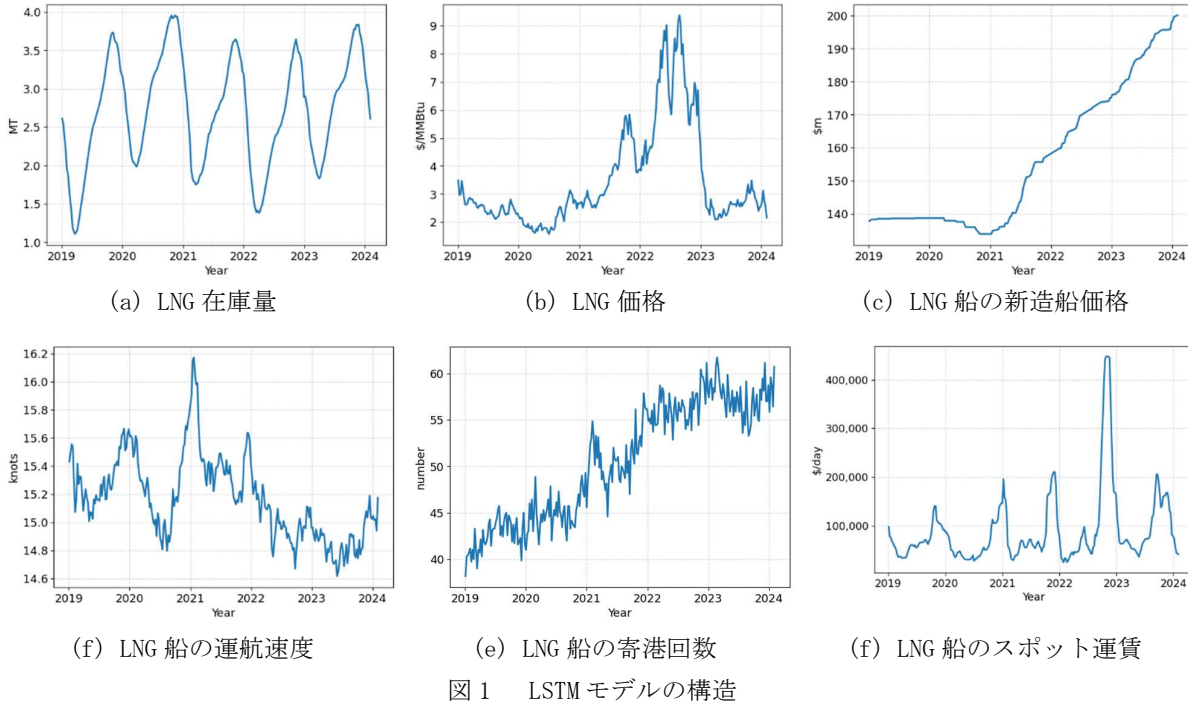 4.0
3.5
3.0
2.5
2.0
1.5
1.0
MT
2019 2020 2021 2022 2023 2024
Year
(a) LNG 在庫量
9
8
7
6
5
4
3
2
$/MMBtu
2019 2020 2021 2022 2023 2024
Year
(b) LNG 価格
200
190
180
170
160
150
140
$m
2019 2020 2021 2022 2023 2024
Year
(c) LNG 船の新造船価格
16.2
16.0
15.8
15.6
15.4
15.2
15.0
14.8
14.6
knots
2019 2020 2021 2022 2023 2024
Year
(f) LNG 船の運航速度
60
55
50
45
40
number
2019 2020 2021 2022 2023 2024
Year
(e) LNG 船の寄港回数
400,000
300,000
200,000
100,000
$/day
2019 2020 2021 2022 2023 2024
Year
(f) LNG 船のスポット運賃
図 1 LSTM モデルの構造